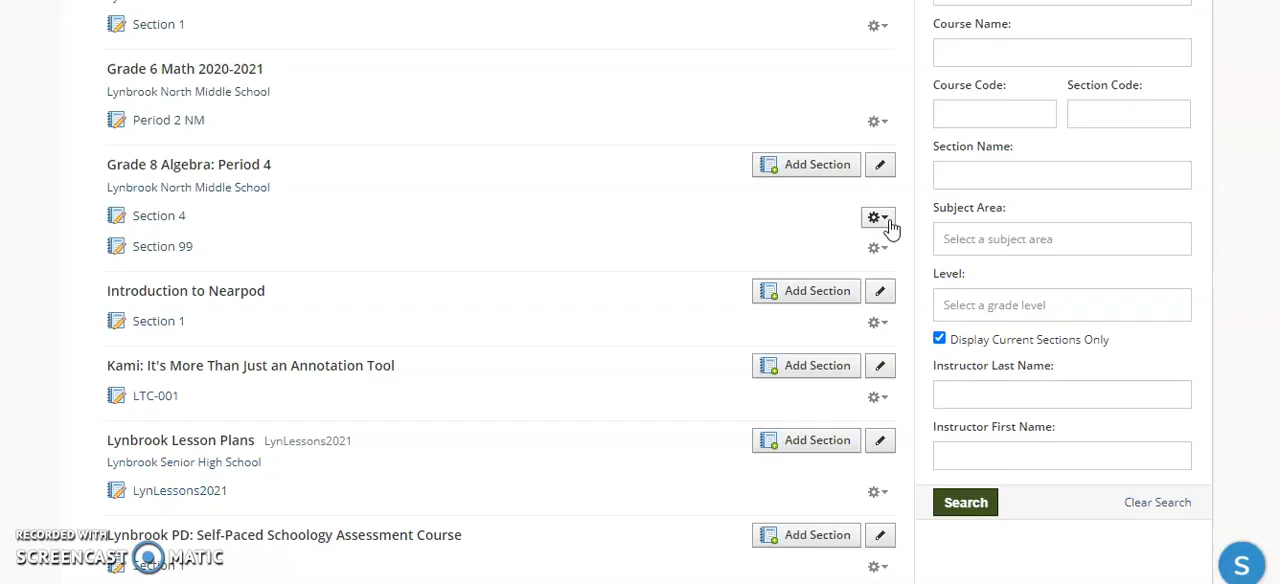 Section 1
Grade 6 Math 2020-2021
Lynbrook North Middle School
Period 2 NM
Grade 8 Algebra: Period 4
Add Section
Lynbrook North Middle School
Section 4
Section 99
Introduction to Nearpod
Add Section
Section 1
Kami: It's More Than Just an Annotation Tool
Add Section
LTC-001
Lynbrook Lesson Plans LynLessons2021
Add Section
Lynbrook Senior High School
LynLessons2021
Lynbrook PD: Self-Paced Schoology Assessment Course
Add Section
Section 1
RECORDED WITH
SCREENCAST MATIC
Course Name:
Course Code:
Section Code:
Section Name:
Subject Area:
Select a subject area
Level:
Select a grade level
Display Current Sections Only
Instructor Last Name:
Instructor First Name:
Search
Clear Search
S